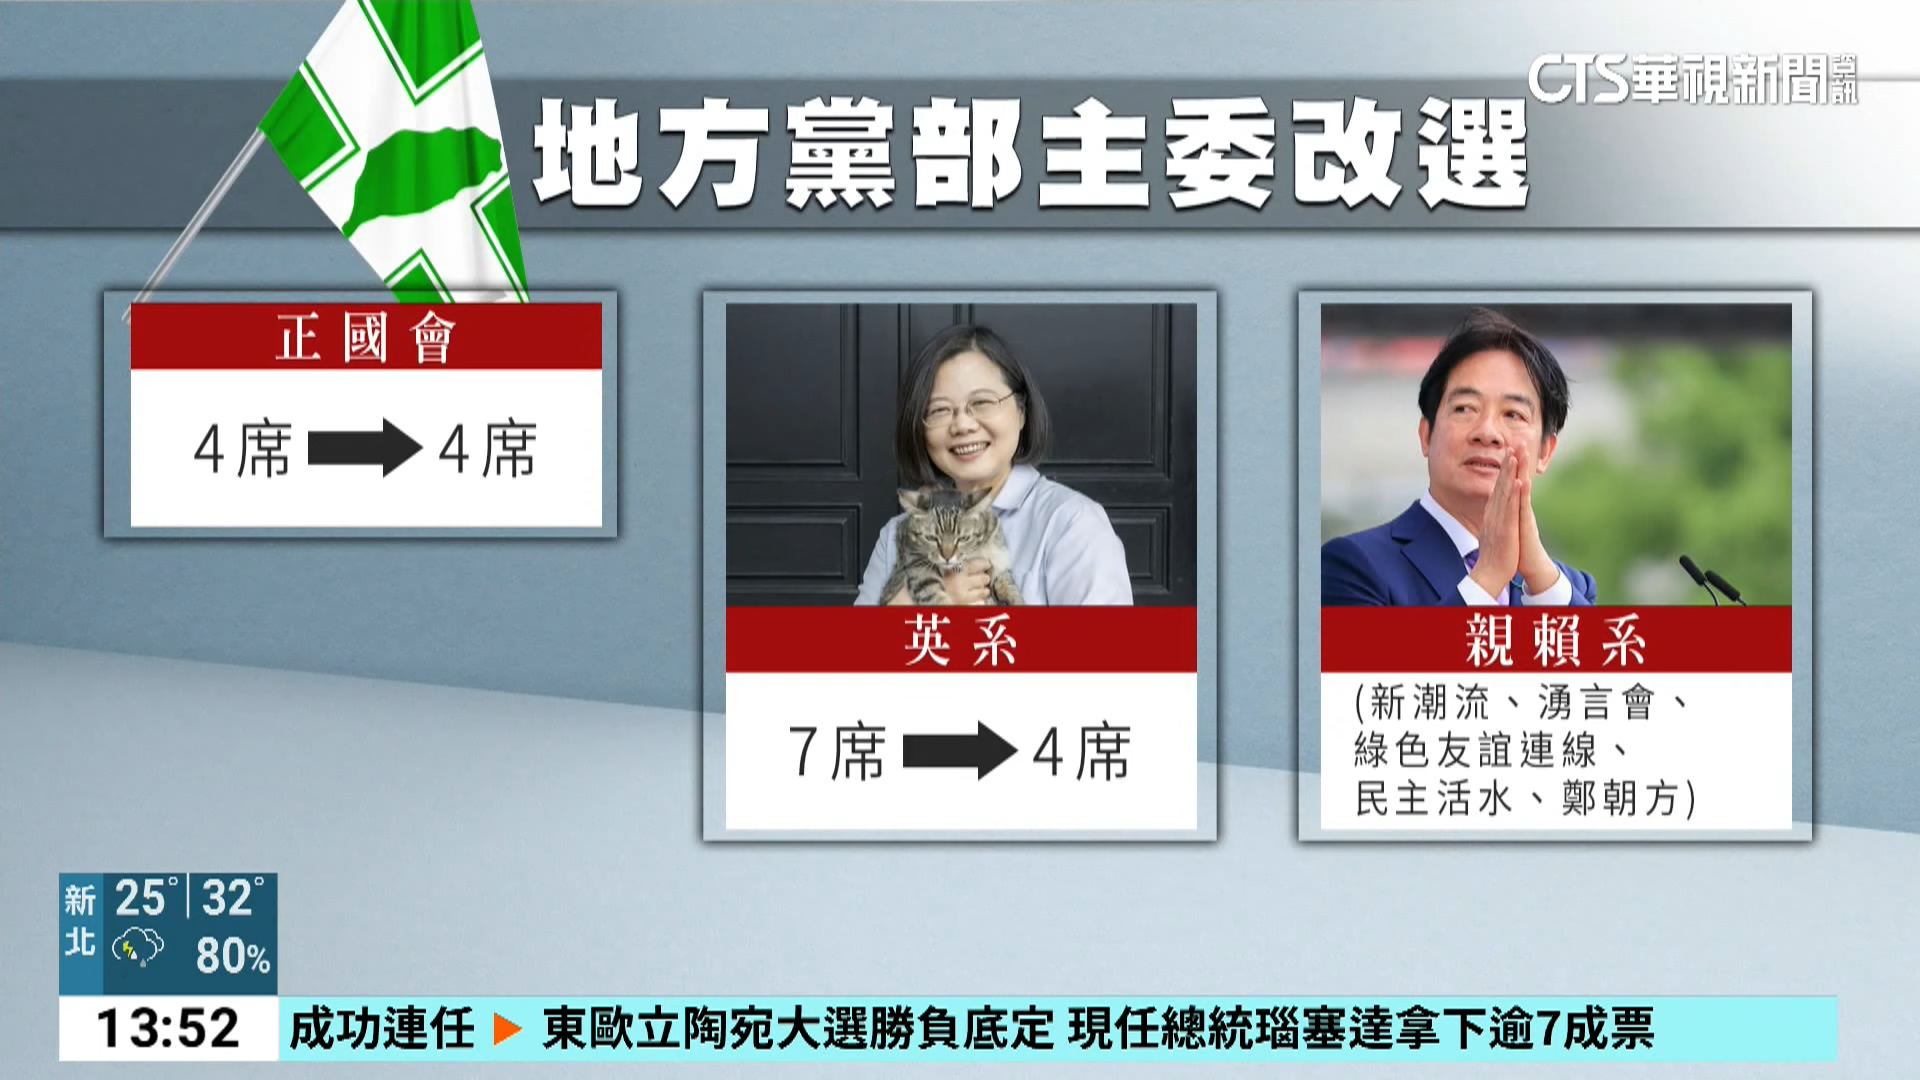 CTS華視新聞資訊
地方黨部主委改選
正國會
4席→4席
英系
7席→4席
親賴系
(新潮流、湧言會、
綠色友誼連線、
民主活水、鄭朝方)
新北
25°|32°
80%
13:52
成功連任▶東歐立陶宛大選勝負底定 現任總統瑙塞達拿下逾7成票